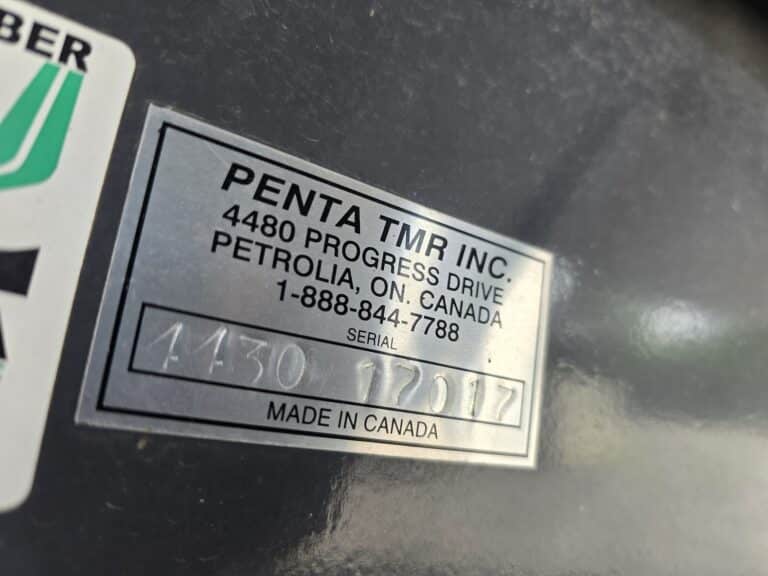 BER
PENTA TMR INC.
4480 PROGRESS DRIVE
PETROLIA, ON. CANADA
1-888-844-7788
SERIAL
1130 17017
MADE IN CANADA